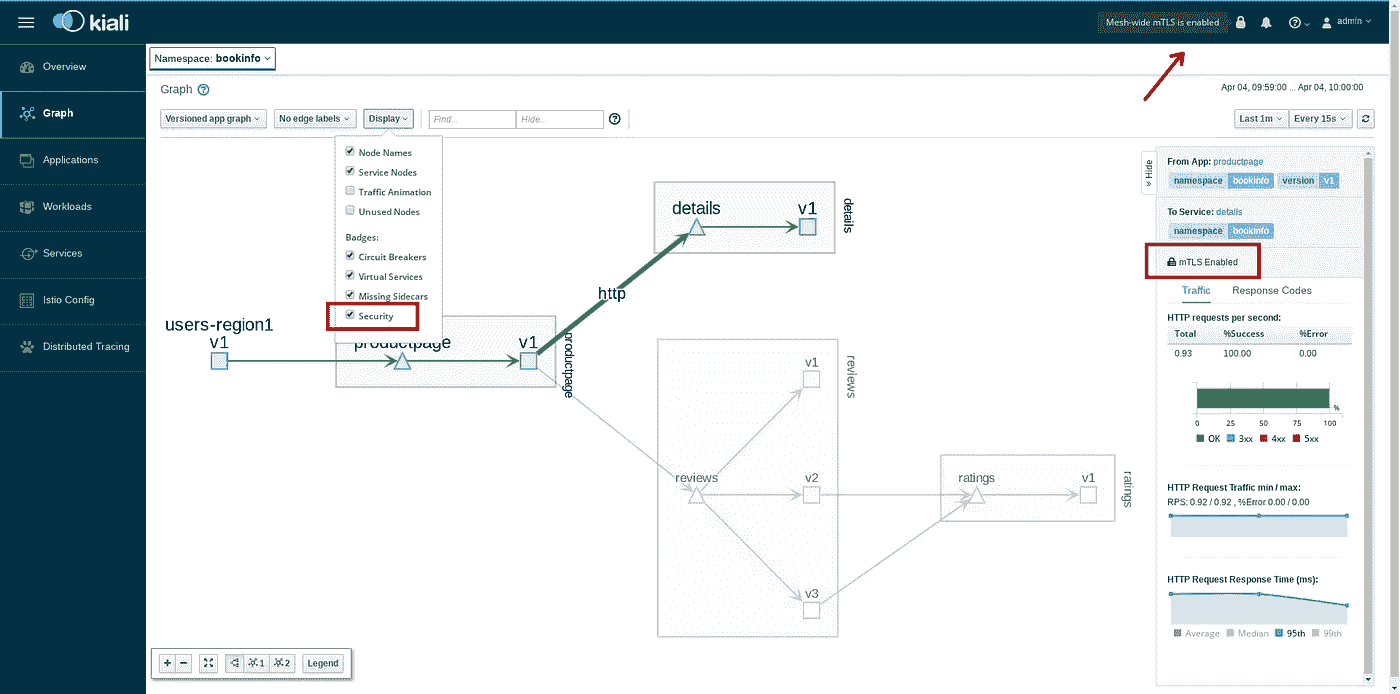 kiali
Mesh-wide mTLS is enabled
admin
Overview
Graph
Applications
Workloads
Services
Istio Config
Distributed Tracing
Namespace: bookinfo
Graph
Apr 04, 09:59:00 ... Apr 04, 10:00:00
Versioned app graph
No edge labels
Display
Find...
Hide...
Last 1m
Every 15s
Node Names
Service Nodes
Traffic Animation
Unused Nodes
Badges:
Circuit Breakers
Virtual Services
Missing Sidecars
Security
users-region1
v1
productpage
v1
productpage
http
details
v1
details
reviews
v1
v2
v3
reviews
ratings
v1
ratings
Hide
From App: productpage
namespace bookinfo version v1
To Service: details
namespace bookinfo
mTLS Enabled
Traffic Response Codes
HTTP requests per second:
Total %Success %Error
0.93 100.00 0.00
%
0 25 50 75 100
OK 3xx 4xx 5xx
HTTP Request Traffic min / max:
RPS: 0.92 / 0.92 , %Error 0.00 / 0.00
HTTP Request Response Time (ms):
Average Median 95th 99th
1 2 Legend